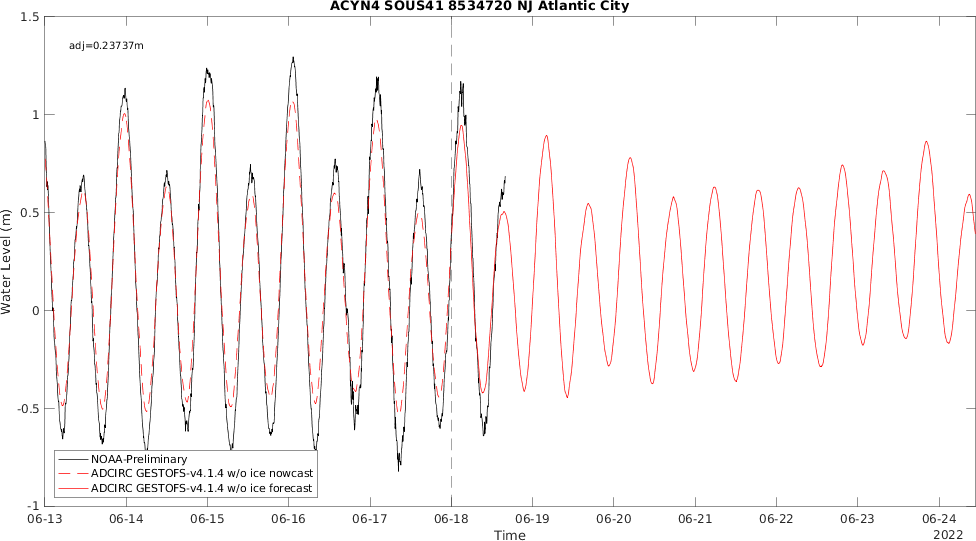 ACYN4 SOUS41 8534720 NJ Atlantic City
adj=0.23737m
1.5
1
0.5
0
-0.5
-1
Water Level (m)
NOAA-Preliminary
ADCIRC GESTOFS-v4.1.4 w/o ice nowcast
ADCIRC GESTOFS-v4.1.4 w/o ice forecast
06-13 06-14 06-15 06-16 06-17 06-18 06-19 06-20 06-21 06-22 06-23 06-24
Time
2022